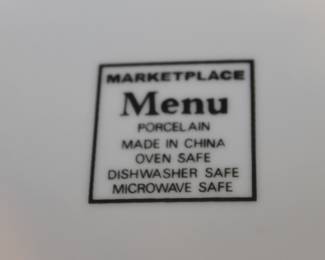 MARKETPLACE
Menu
PORCELAIN
MADE IN CHINA
OVEN SAFE
DISHWASHER SAFE
MICROWAVE SAFE